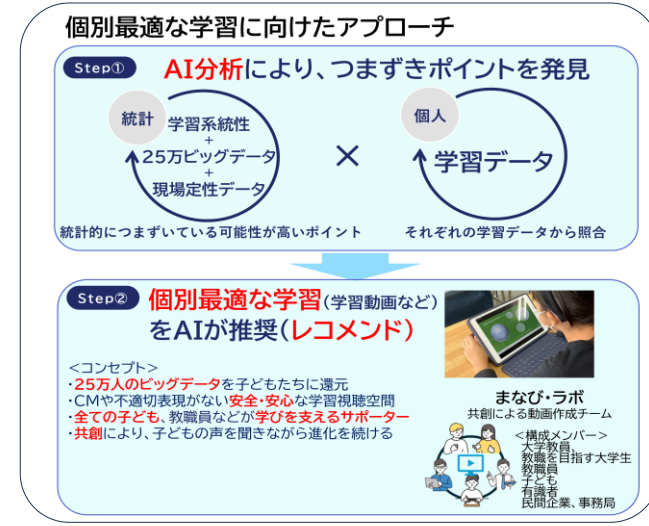 個別最適な学習に向けたアプローチ
Step① AI分析により、つまずきポイントを発見
統計
学習系統性
+
25万ビッグデータ
+
現場定性データ
×
個人
学習データ
統計的につまずいている可能性が高いポイント
それぞれの学習データから照合
Step② 個別最適な学習(学習動画など)
をAIが推奨(レコメンド)
<コンセプト>
・25万人のビッグデータを子どもたちに還元
・CMや不適切表現がない安全・安心な学習視聴空間
・全ての子ども、教職員などが学びを支えるサポーター
・共創により、子どもの声を聞きながら進化を続ける
まなび・ラボ
共創による動画作成チーム
<構成メンバー>
大学教員、
教職を目指す大学生
教職員
子ども
有識者
民間企業、事務局